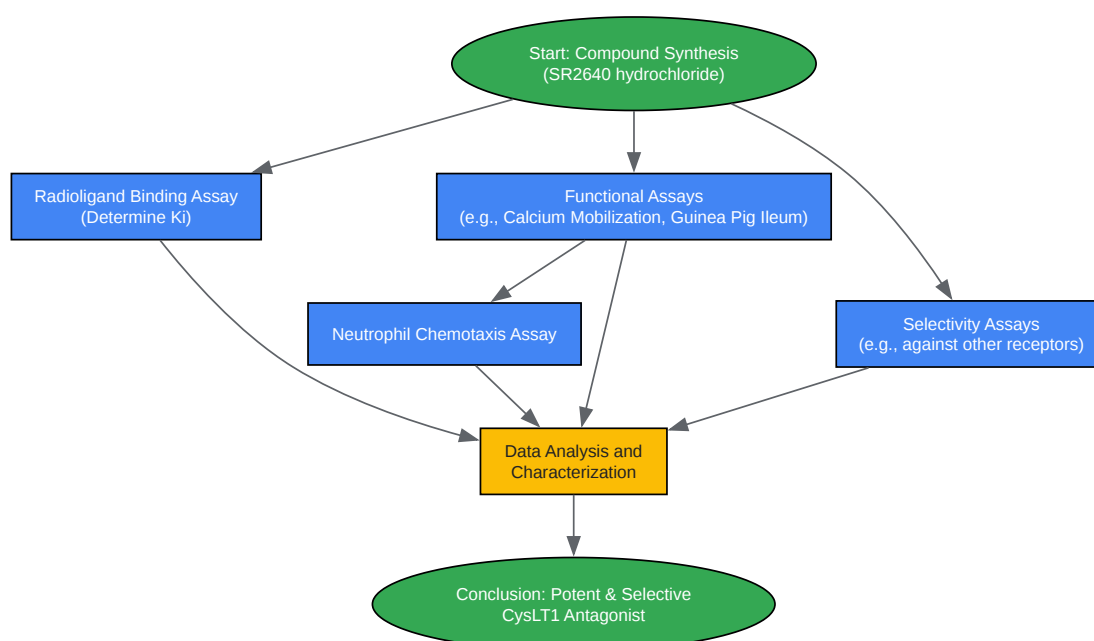 Start: Compound Synthesis
(SR2640 hydrochloride)
Radioligand Binding Assay
(Determine Ki)
Functional Assays
(e.g., Calcium Mobilization, Guinea Pig Ileum)
Neutrophil Chemotaxis Assay
Selectivity Assays
(e.g., against other receptors)
Data Analysis and
Characterization
Conclusion: Potent & Selective
CysLT1 Antagonist